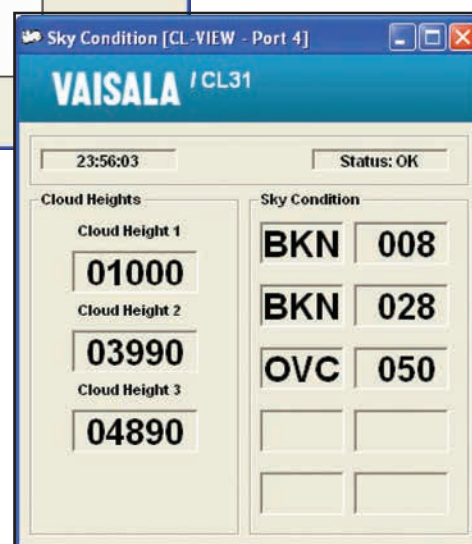 Sky Condition [CL-VIEW - Port 4]
VAISALA / CL31
23:56:03
Status: OK
Cloud Heights
Cloud Height 1
01000
Cloud Height 2
03990
Cloud Height 3
04890
Sky Condition
BKN 008
BKN 028
OVC 050